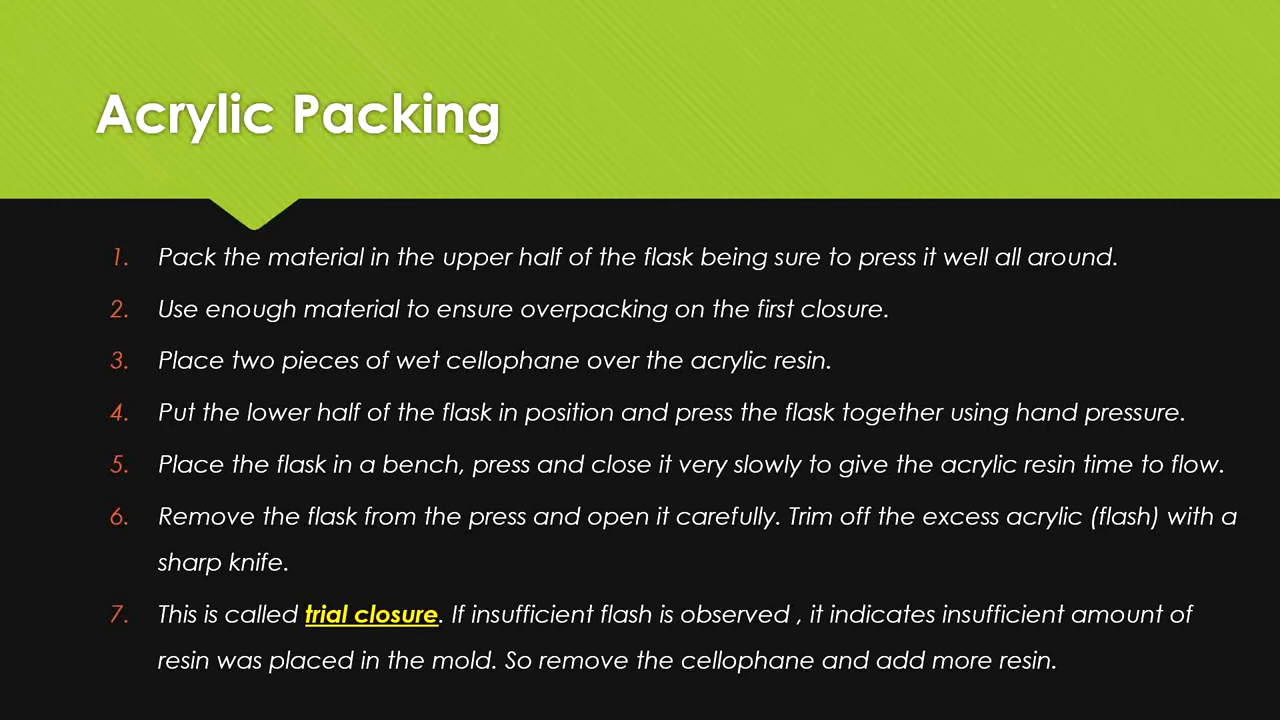 Acrylic Packing
1. Pack the material in the upper half of the flask being sure to press it well all around.
2. Use enough material to ensure overpacking on the first closure.
3. Place two pieces of wet cellophane over the acrylic resin.
4. Put the lower half of the flask in position and press the flask together using hand pressure.
5. Place the flask in a bench, press and close it very slowly to give the acrylic resin time to flow.
6. Remove the flask from the press and open it carefully. Trim off the excess acrylic (flash) with a
sharp knife.
7. This is called trial closure. If insufficient flash is observed , it indicates insufficient amount of
resin was placed in the mold. So remove the cellophane and add more resin.